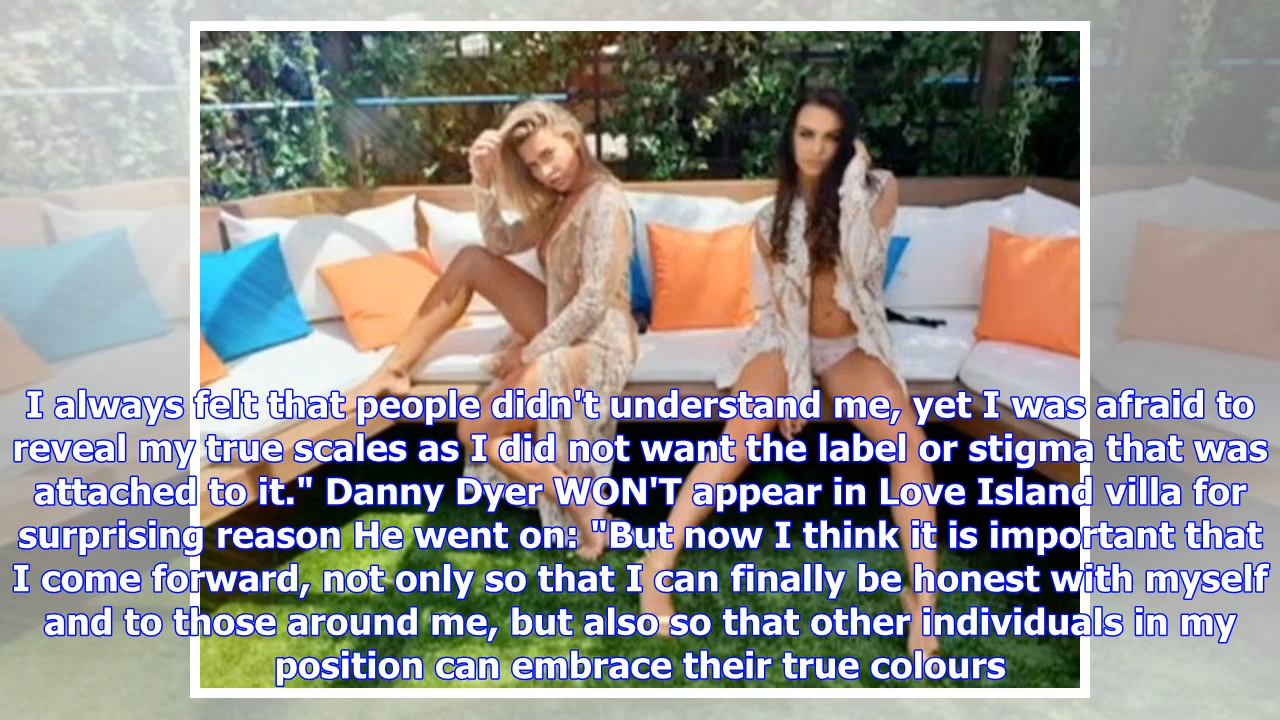 I always felt that people didn't understand me, yet I was afraid to
reveal my true scales as I did not want the label or stigma that was
attached to it." Danny Dyer WON'T appear in Love Island villa for
surprising reason He went on: "But now I think it is important that
I come forward, not only so that I can finally be honest with myself
and to those around me, but also so that other individuals in my
position can embrace their true colours